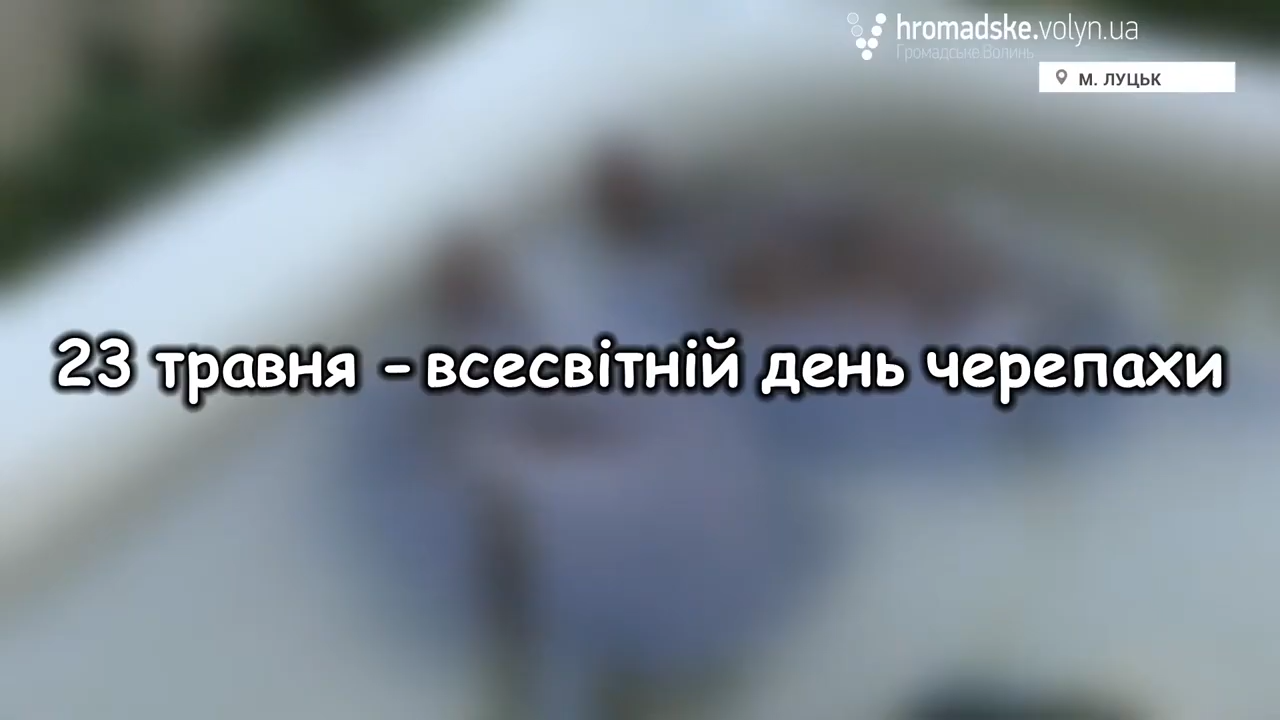 hromadske.volyn.ua
Громадське.Волинь
М. ЛУЦЬК
23 травня – всесвітній день черепахи